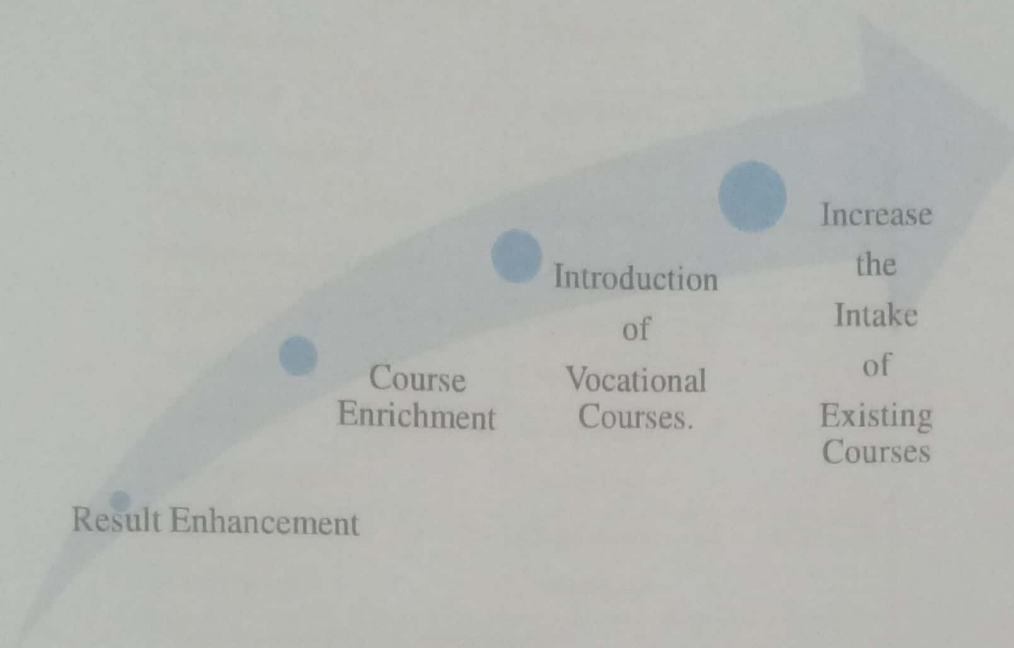 Result Enhancement
Course
Enrichment
Introduction
of
Vocational
Courses.
Increase
the
Intake
of
Existing
Courses